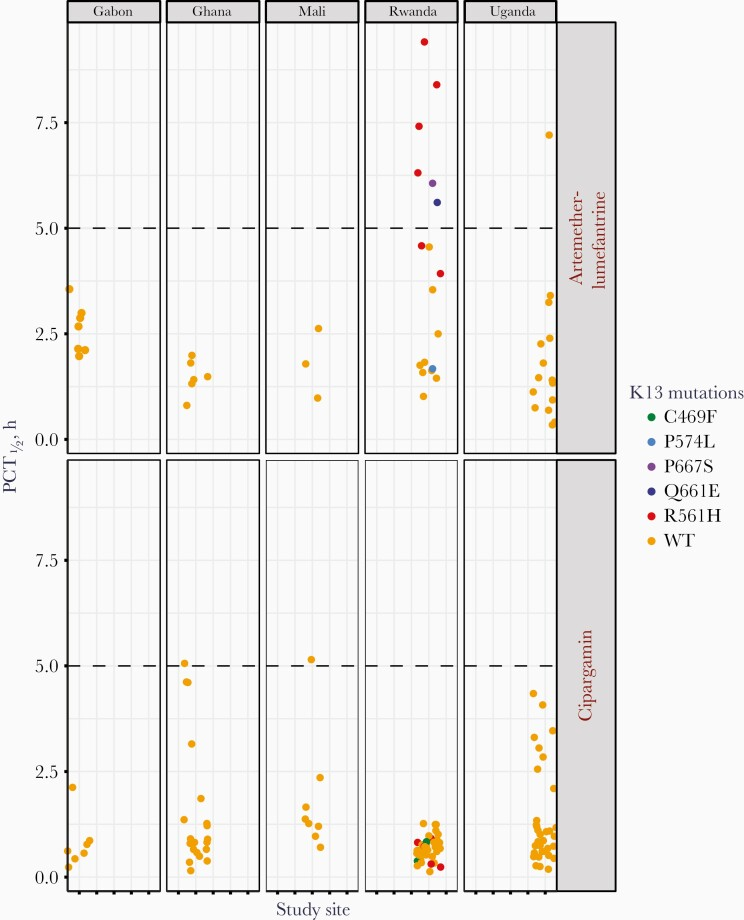 Gabon Ghana Mali Rwanda Uganda
7.5
5.0
2.5
0.0
Artemether-
lumefantrine
PCT1/2, h
K13 mutations
C469F
P574L
P667S
Q661E
R561H
WT
7.5
5.0
2.5
0.0
Cipargamin
Study site